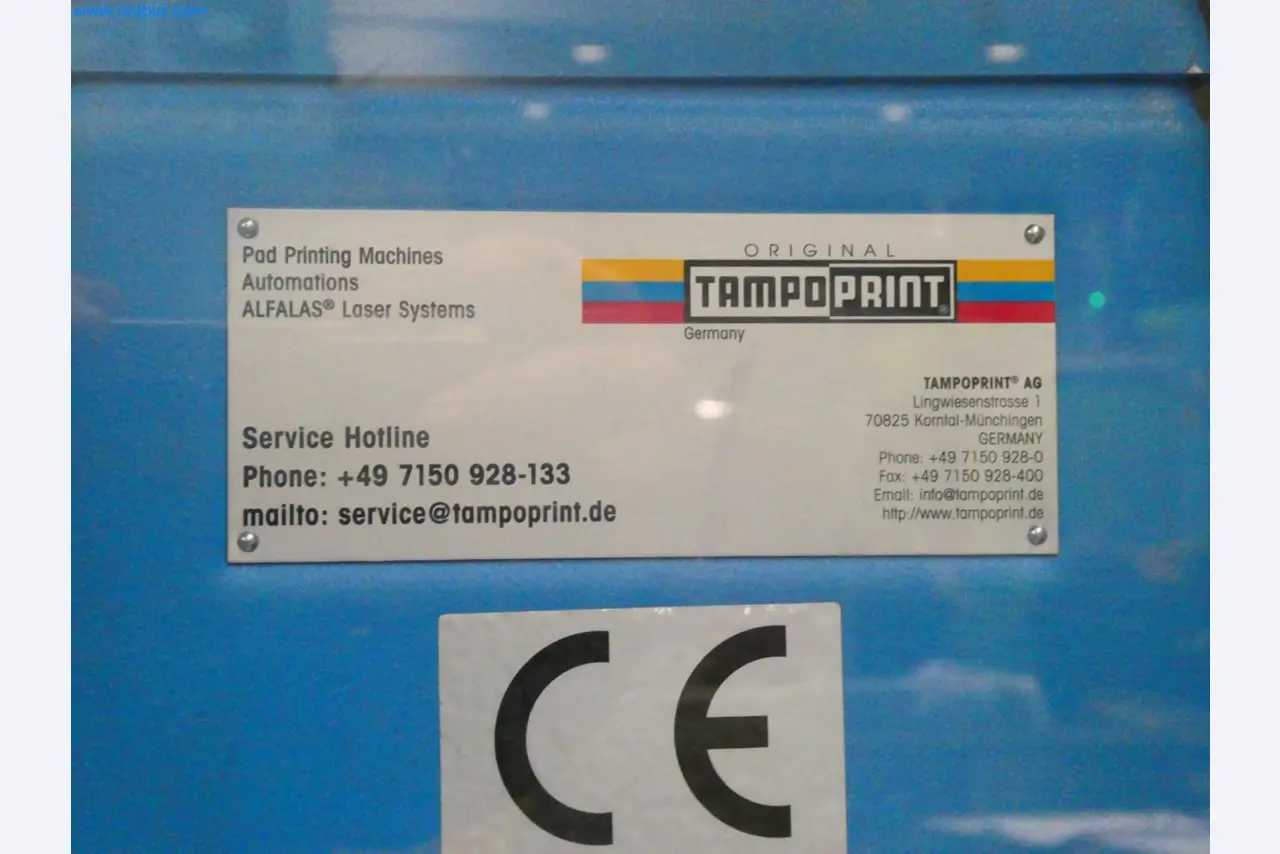 Pad Printing Machines
Automations
ALFALAS® Laser Systems
ORIGINAL
TAMPOPRINT®
Germany
Service Hotline
Phone: +49 7150 928-133
mailto: service@tampoprint.de
TAMPOPRINT® AG
Lingwiesenstrasse 1
70825 Korntal-Münchingen
GERMANY
Phone: +49 7150 928-0
Fax: +49 7150 928-400
Email: info@tampoprint.de
http://www.tampoprint.de
CE